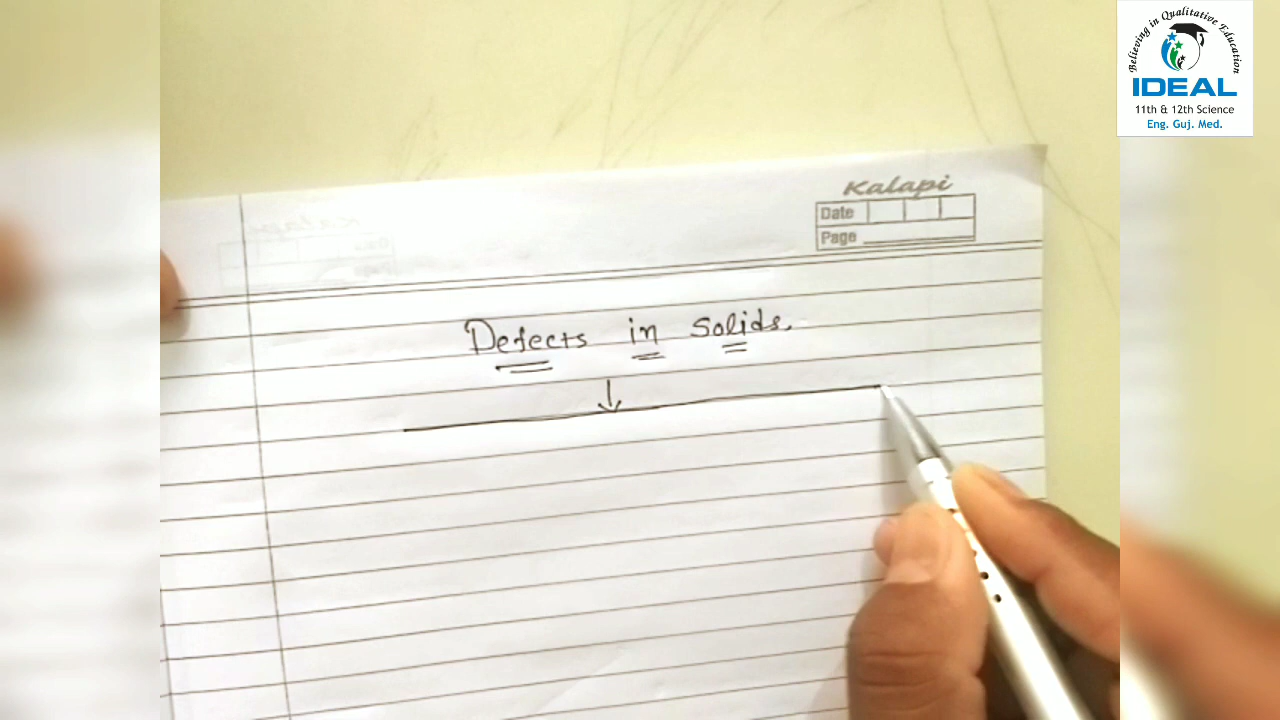 Believing in Qualitative Education
IDEAL
11th & 12th Science
Eng. Guj. Med.
Kalapi
Date
Page
Defects in Solids.